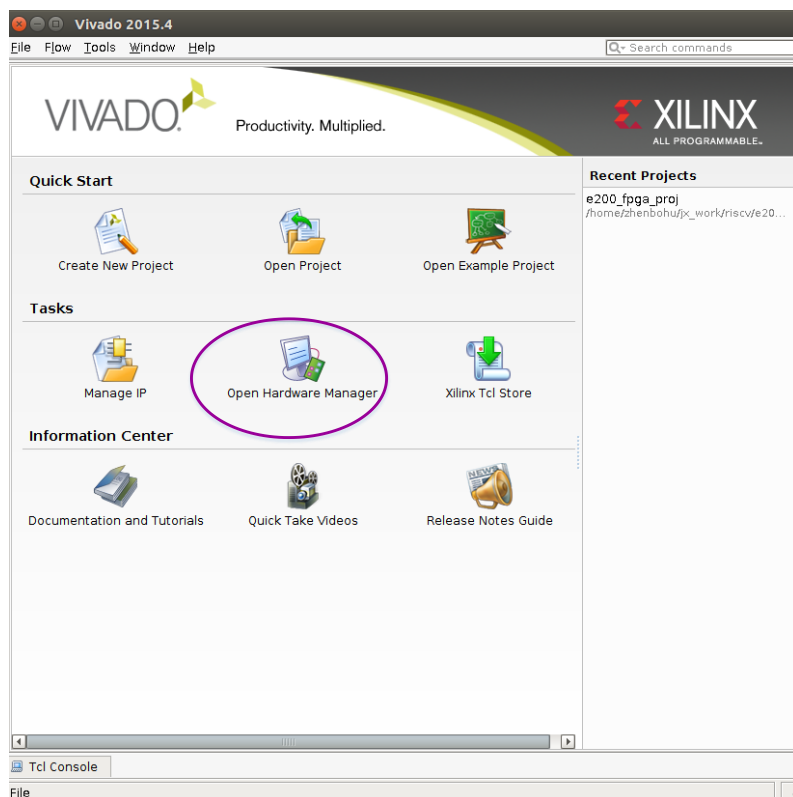 Vivado 2015.4
File Flow Tools Window Help
Search commands
VIVADO.
Productivity. Multiplied.
XILINX
ALL PROGRAMMABLE™
Quick Start
Recent Projects
e200_fpga_proj
/home/zhenbohu/jx_work/riscv/e20...
Create New Project
Open Project
Open Example Project
Tasks
Manage IP
Open Hardware Manager
Xilinx Tcl Store
Information Center
NEWS
Documentation and Tutorials
Quick Take Videos
Release Notes Guide
Tcl Console
File